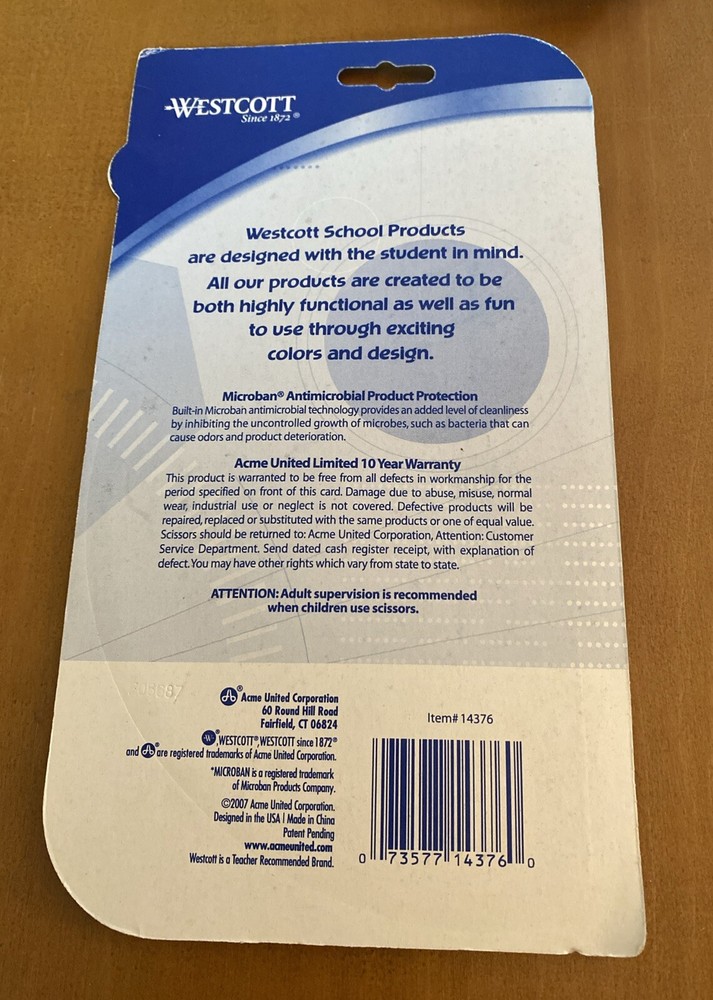 WESTCOTT
Since 1872®
Westcott School Products
are designed with the student in mind.
All our products are created to be
both highly functional as well as fun
to use through exciting
colors and design.
Microban® Antimicrobial Product Protection
Built-in Microban antimicrobial technology provides an added level of cleanliness
by inhibiting the uncontrolled growth of microbes, such as bacteria that can
cause odors and product deterioration.
Acme United Limited 10 Year Warranty
This product is warranted to be free from all defects in workmanship for the
period specified on front of this card. Damage due to abuse, misuse, normal
wear, industrial use or neglect is not covered. Defective products will be
repaired, replaced or substituted with the same products or one of equal value.
Scissors should be returned to: Acme United Corporation, Attention: Customer
Service Department. Send dated cash register receipt, with explanation of
defect. You may have other rights which vary from state to state.
ATTENTION: Adult supervision is recommended
when children use scissors.
® Acme United Corporation
60 Round Hill Road
Fairfield, CT 06824
W®, WESTCOTT®, WESTCOTT since 1872®
and ® are registered trademarks of Acme United Corporation.
*MICROBAN is a registered trademark
of Microban Products Company.
©2007 Acme United Corporation.
Designed in the USA | Made in China
Patent Pending
www.acmeunited.com
Westcott is a Teacher Recommended Brand.
Item# 14376
0 73577 14376 0